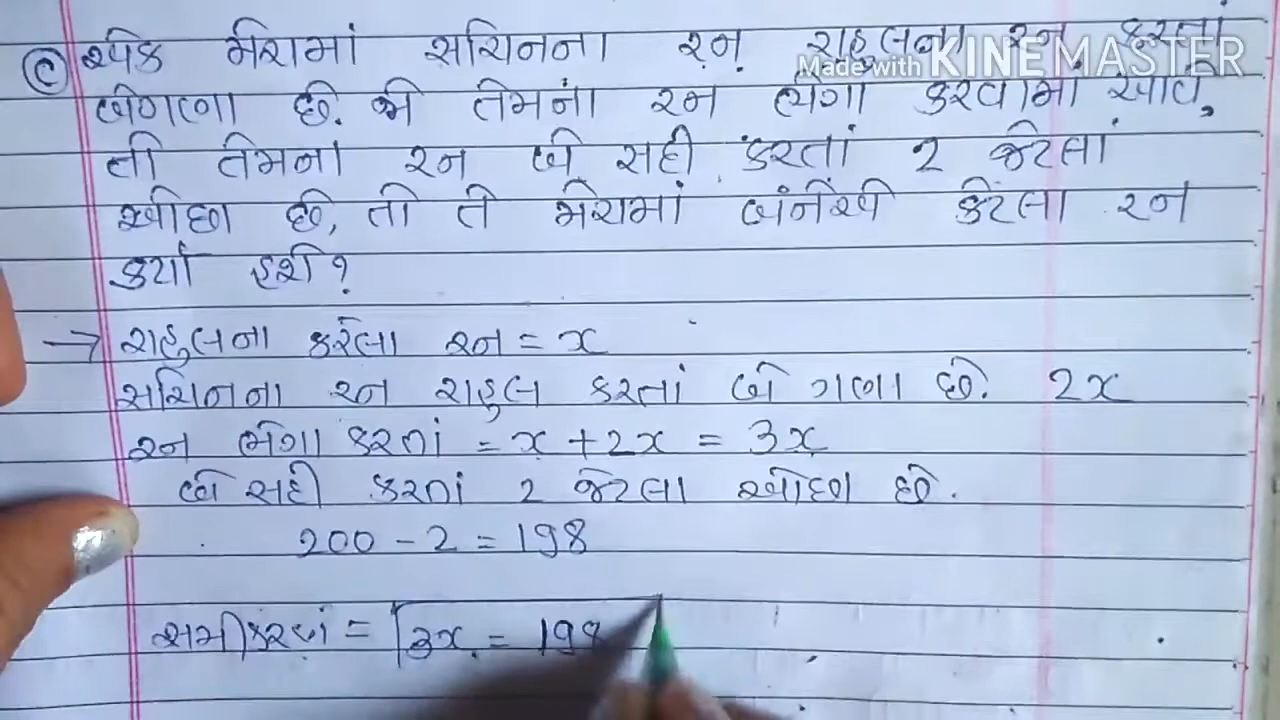 Made with KINEMASTER
(c) એક મેચમાં સચિનના રન રાહુલના રન કરતાં
બેગણા છે. જો તેમનાં રન ભેગા કરવામાં આવે,
તો તેમનાં રન બે સદી કરતાં 2 જેટલાં
ઓછા છે, તો તે મેચમાં બંનેએ કેટલા રન
કર્યા હશે?
→ રાહુલના કરેલા રન = x
સચિનના રન રાહુલ કરતાં બે ગણા છે. 2x
રન ભેગા કરતાં = x + 2x = 3x
બે સદી કરતાં 2 જેટલા ઓછા છે.
200 - 2 = 198
સમીકરણ = 3x = 198